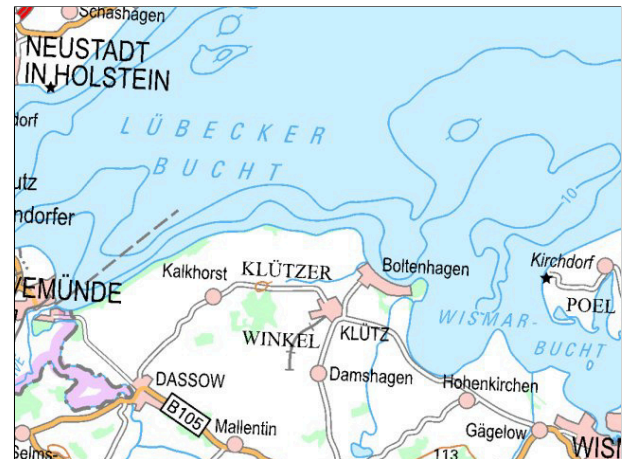 Schashagen
NEUSTADT
IN HOLSTEIN
dorf
LÜBECKER
BUCHT
utz
ndorfer
10
Kirchdorf
Boltenhagen
KLÜTZER
Kalkhorst
VEMÜNDE
POEL
WISMAR-
WINKEL
KLÜTZ
BUCHT
DASSOW
Damshagen
Hohenkirchen
B105
Mallentin
Gägelow
WISM
Selms-
113